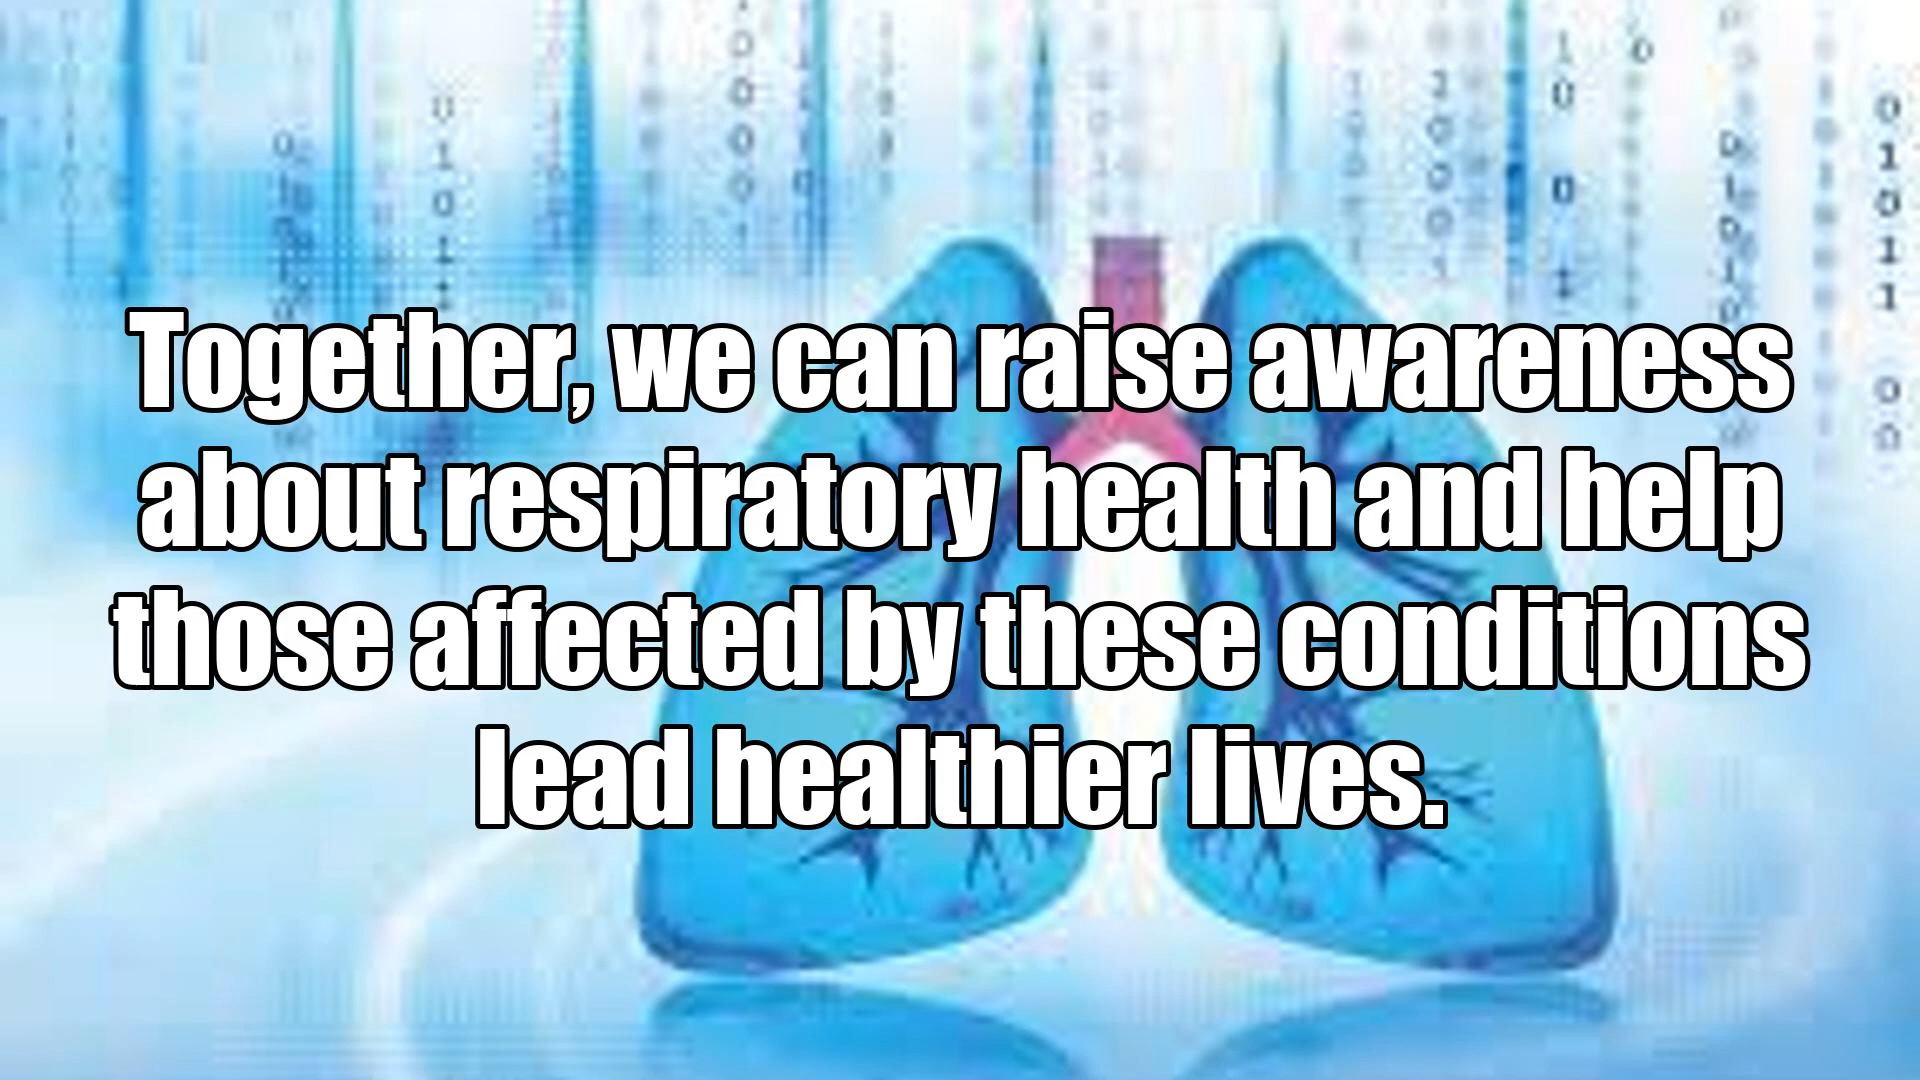 Together, we can raise awareness
about respiratory health and help
those affected by these conditions
lead healthier lives.